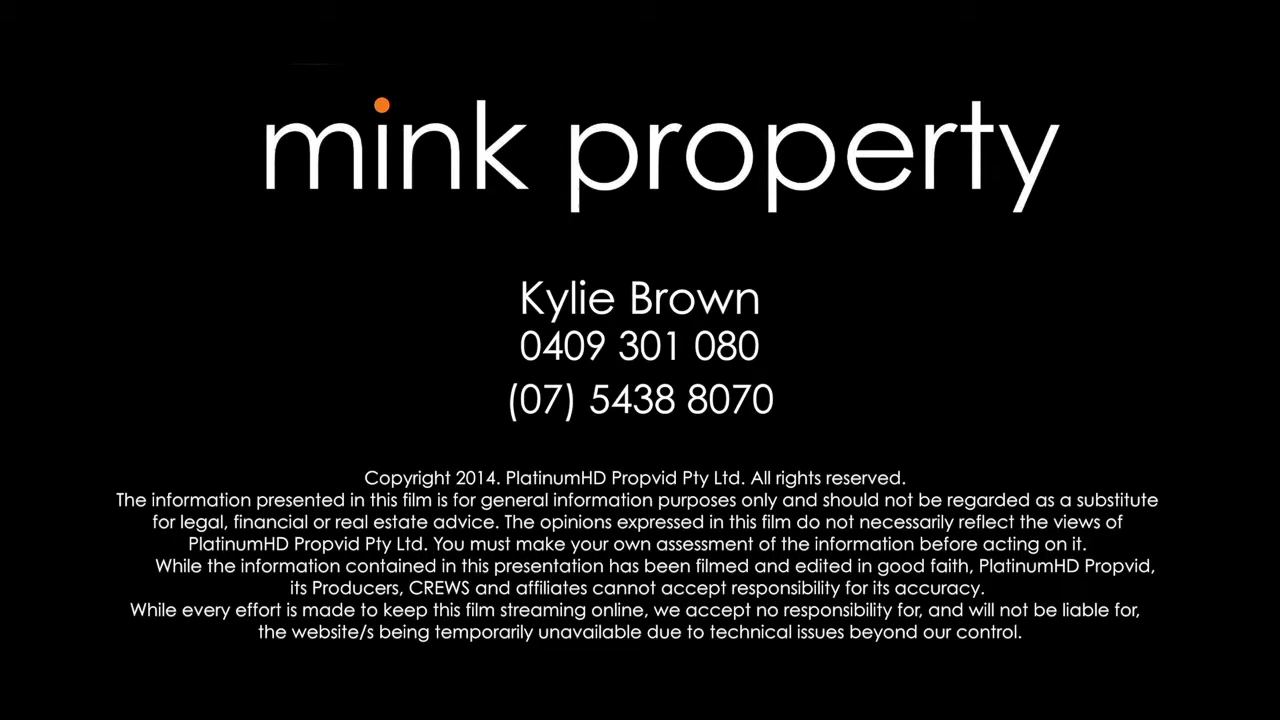 mink property
Kylie Brown
0409 301 080
(07) 5438 8070
Copyright 2014. PlatinumHD Propvid Pty Ltd. All rights reserved.
The information presented in this film is for general information purposes only and should not be regarded as a substitute
for legal, financial or real estate advice. The opinions expressed in this film do not necessarily reflect the views of
PlatinumHD Propvid Pty Ltd. You must make your own assessment of the information before acting on it.
While the information contained in this presentation has been filmed and edited in good faith, PlatinumHD Propvid,
its Producers, CREWS and affiliates cannot accept responsibility for its accuracy.
While every effort is made to keep this film streaming online, we accept no responsibility for, and will not be liable for,
the website/s being temporarily unavailable due to technical issues beyond our control.